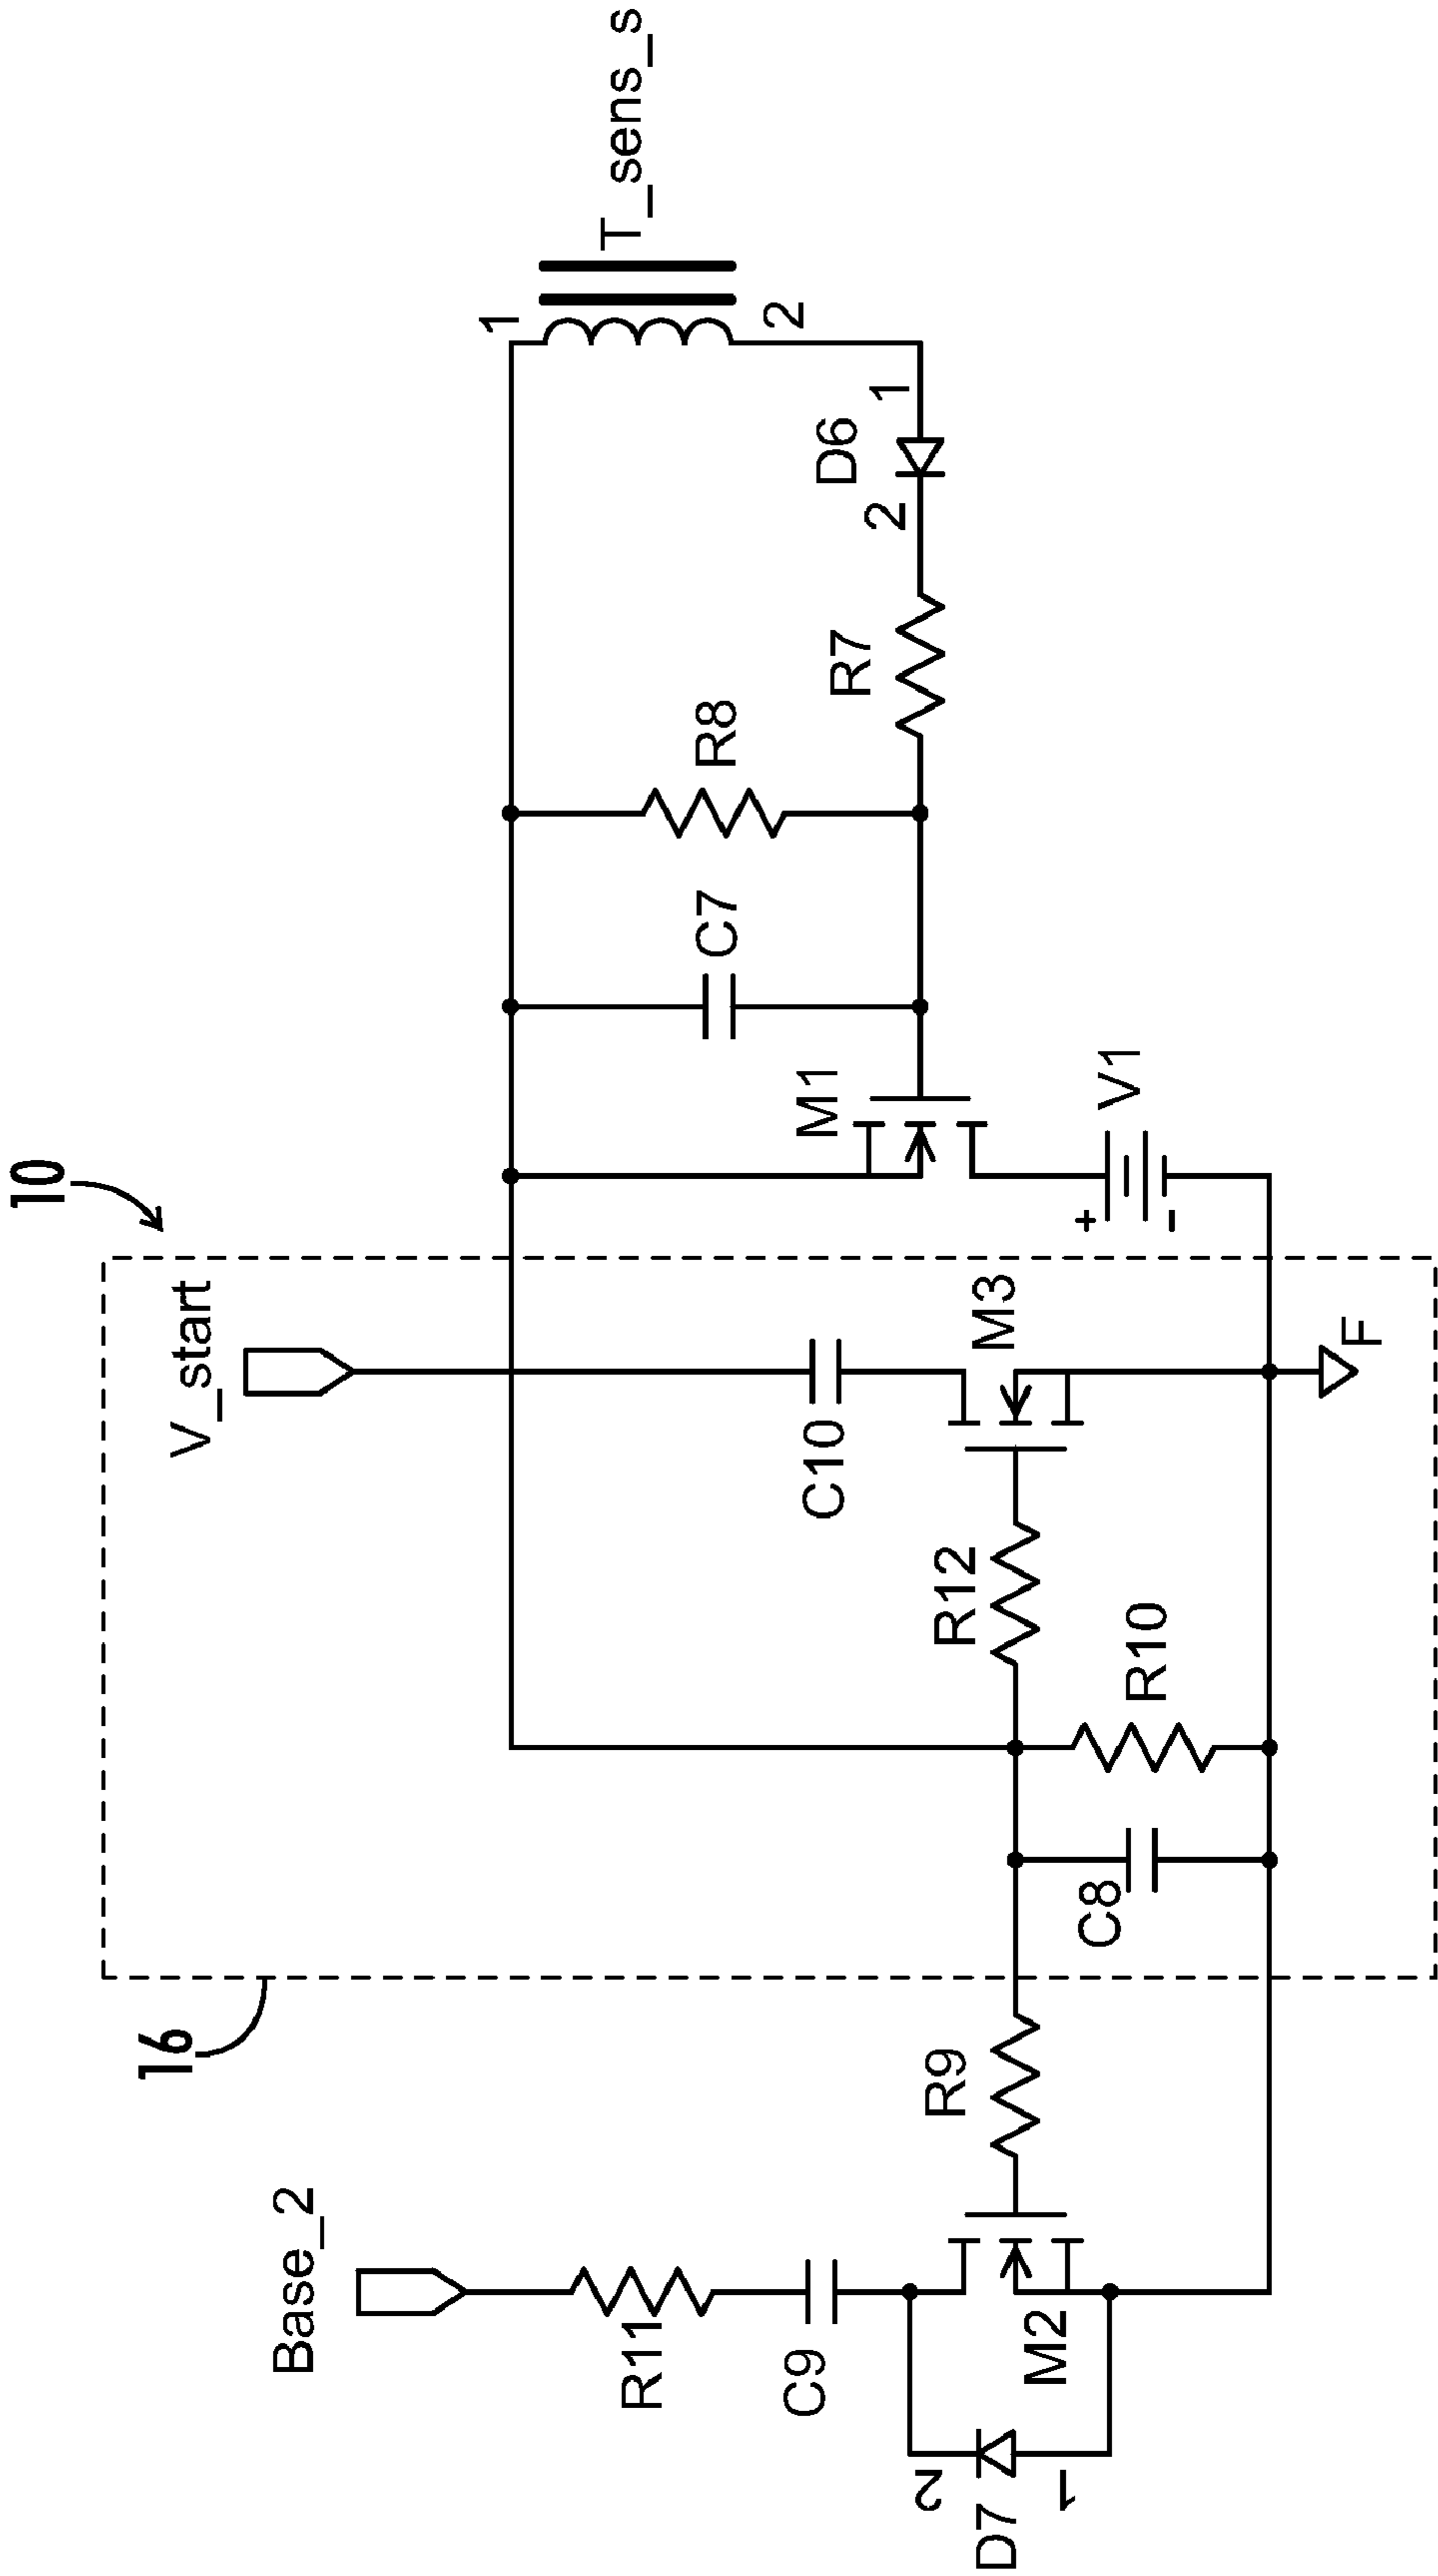 T_sens_s
1
2
1
D6
2
R7
R8
C7
M1
V1
+
-
10
V_start
M3
F
C10
R12
R10
C8
16
R9
Base_2
R11
M2
C9
2
1
D7